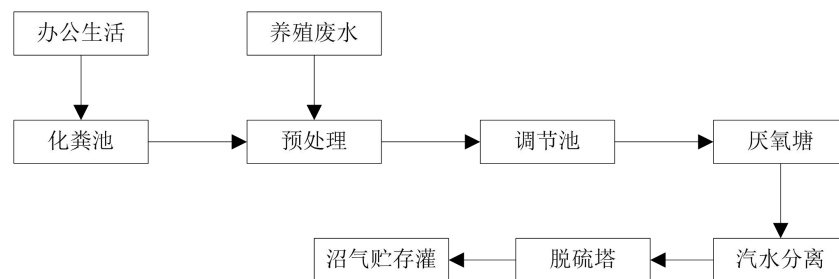 办公生活
养殖废水
化粪池
预处理
调节池
厌氧塘
沼气贮存灌
脱硫塔
汽水分离